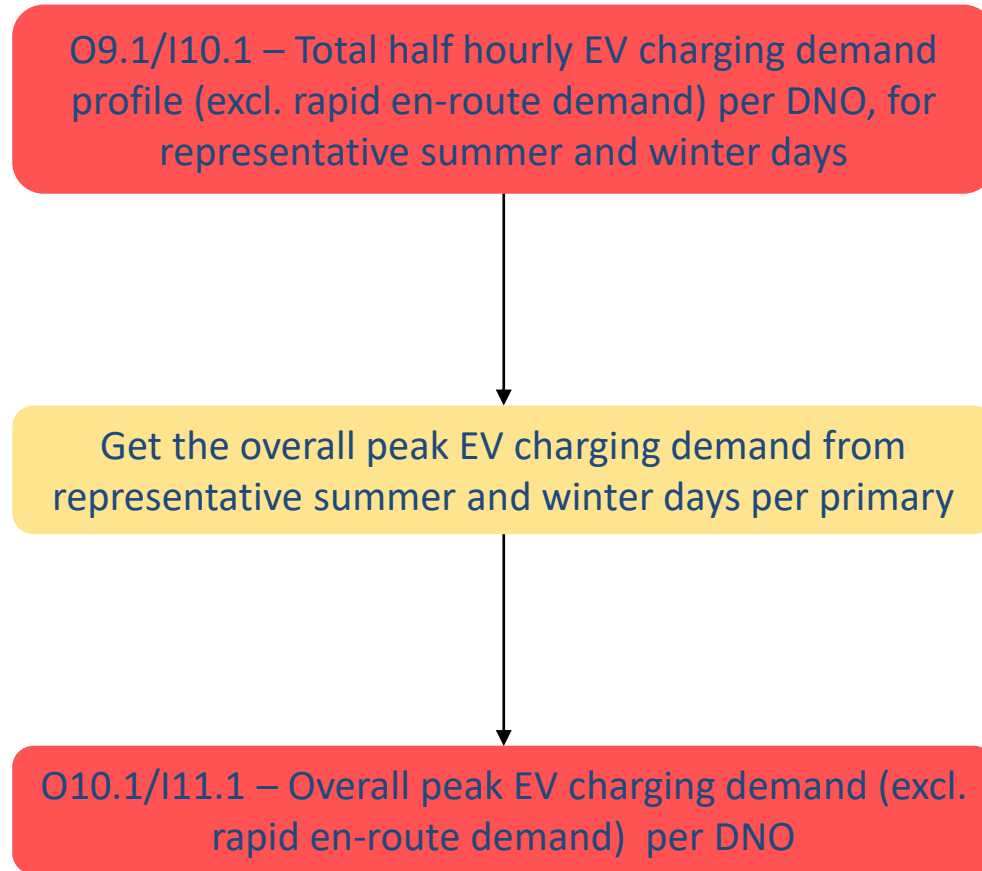 O9.1/I10.1 – Total half hourly EV charging demand
profile (excl. rapid en-route demand) per DNO, for
representative summer and winter days
Get the overall peak EV charging demand from
representative summer and winter days per primary
O10.1/I11.1 – Overall peak EV charging demand (excl.
rapid en-route demand)  per DNO